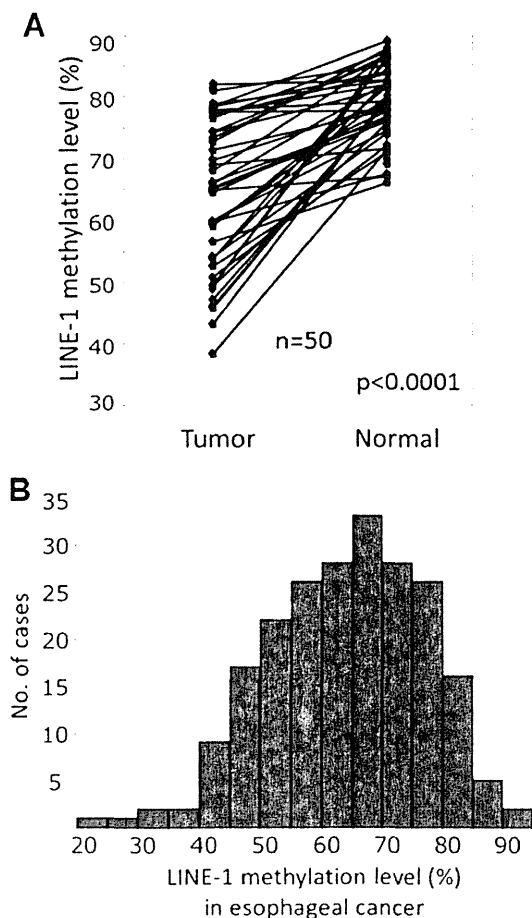 A
LINE-1 methylation level (%)
90
80
70
60
50
40
30
n=50
p<0.0001
Tumor Normal
B
No. of cases
35
30
25
20
15
10
5
20 30 40 50 60 70 80 90
LINE-1 methylation level (%)
in esophageal cancer